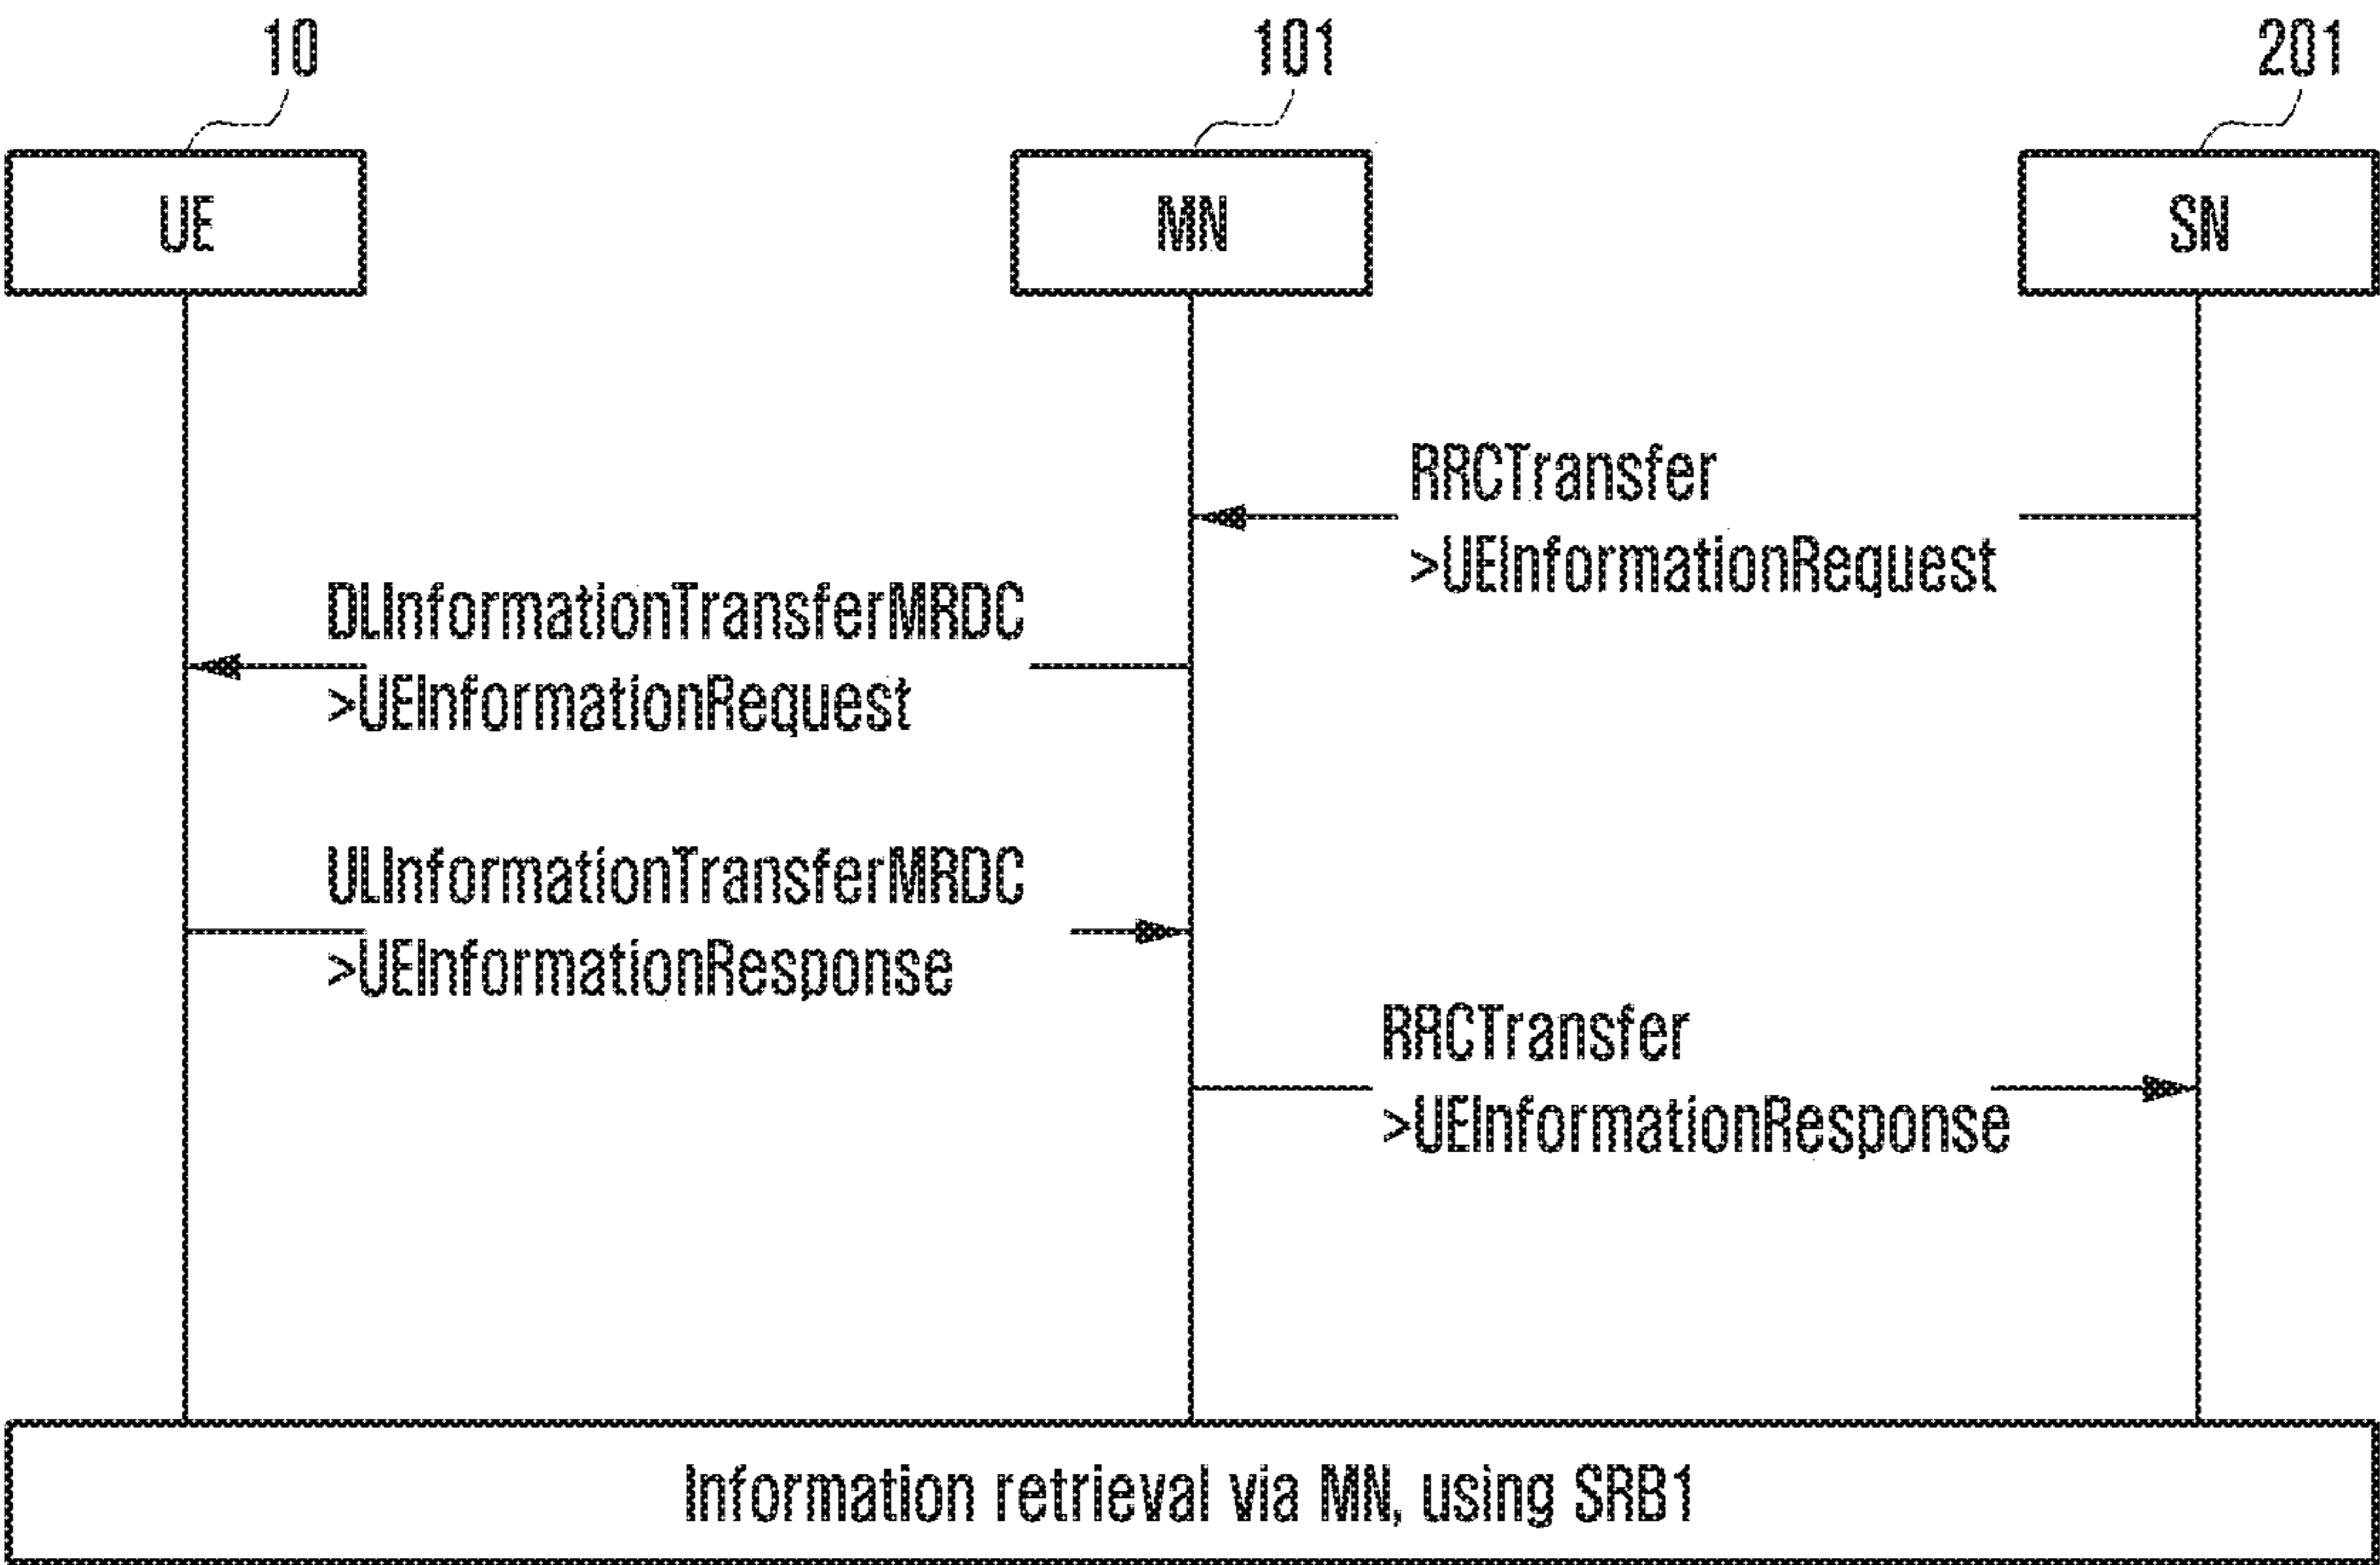 10
101
201
UE
MN
SN
RRCTransfer
>UEInformationRequest
DLInformationTransferMRDC
>UEInformationRequest
ULInformationTransferMRDC
>UEInformationResponse
RRCTransfer
>UEInformationResponse
Information retrieval via MN, using SRB1